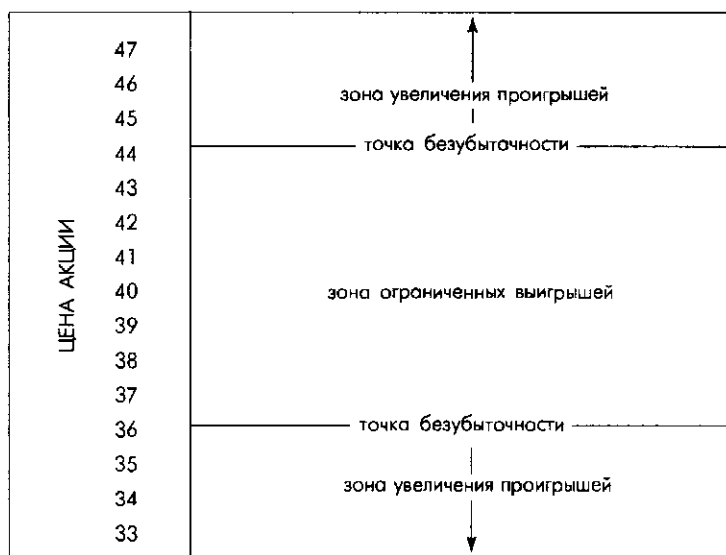 47
46
зона увеличения проигрышей
45
44
точка безубыточности
43
42
41
ЦЕНА АКЦИИ
40
зона ограниченных выигрышей
39
38
37
36
точка безубыточности
35
34
зона увеличения проигрышей
33